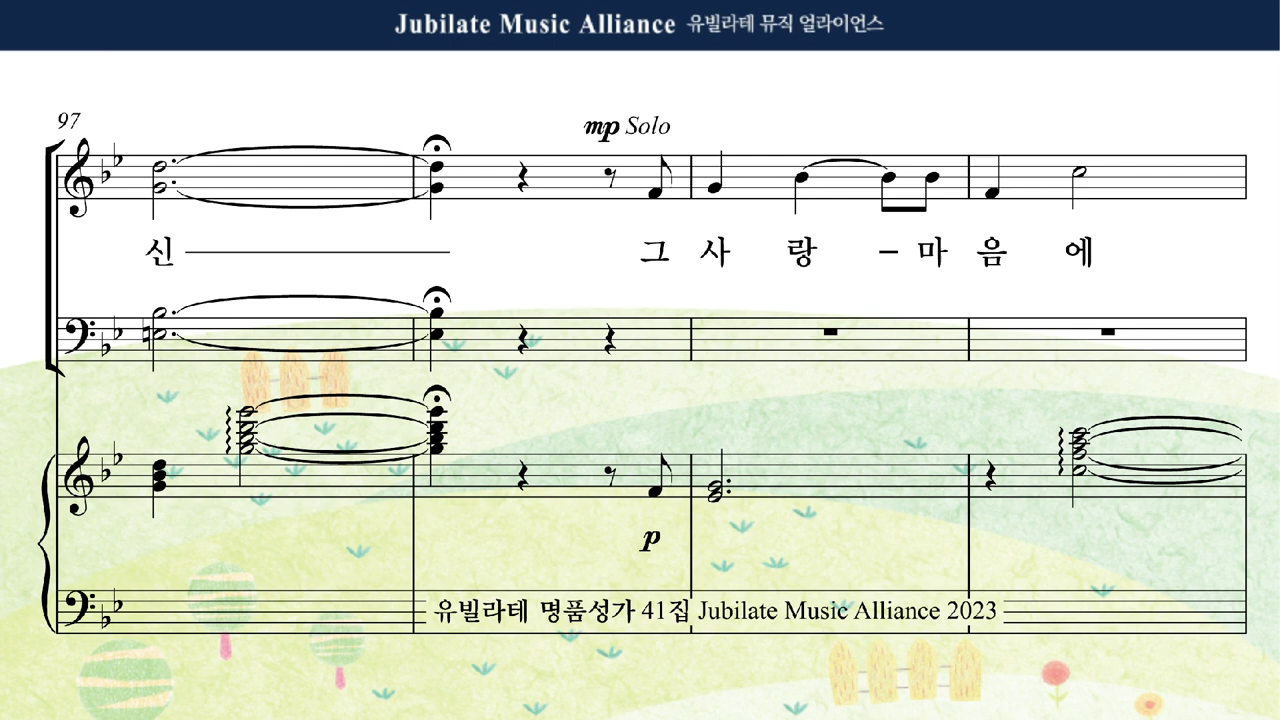 Jubilate Music Alliance 유빌라테 뮤직 얼라이언스
97
mp Solo
신 그 사 랑 - 마 음 에
p
유빌라테 명품성가 41집 Jubilate Music Alliance 2023